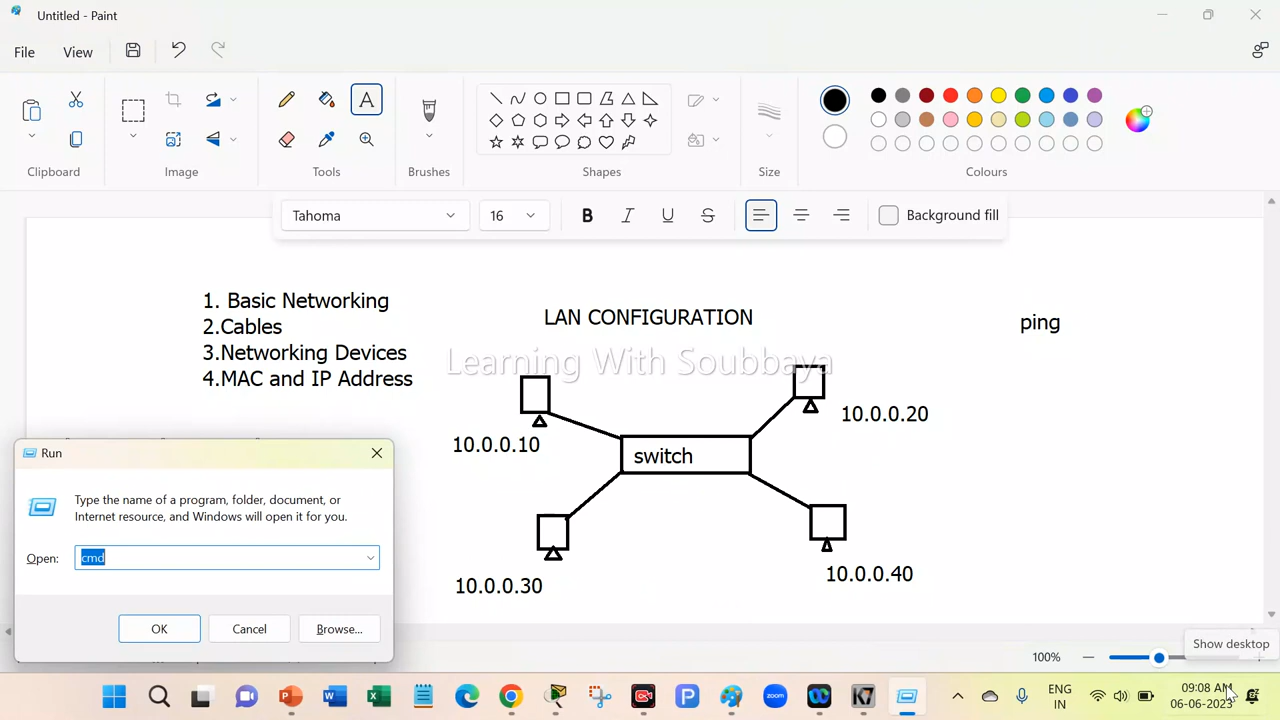 Untitled - Paint
File View
Clipboard Image Tools Brushes Shapes Size Colours
Tahoma 16 B I U S Background fill
1. Basic Networking
2.Cables
3.Networking Devices
4.MAC and IP Address
LAN CONFIGURATION
ping
Learning With Soubbaya
10.0.0.10
10.0.0.20
switch
10.0.0.30
10.0.0.40
Run
Type the name of a program, folder, document, or
Internet resource, and Windows will open it for you.
Open: cmd
OK Cancel Browse...
100%
Show desktop
zoom
K7
ENG
IN
09:08 AM
06-06-2023